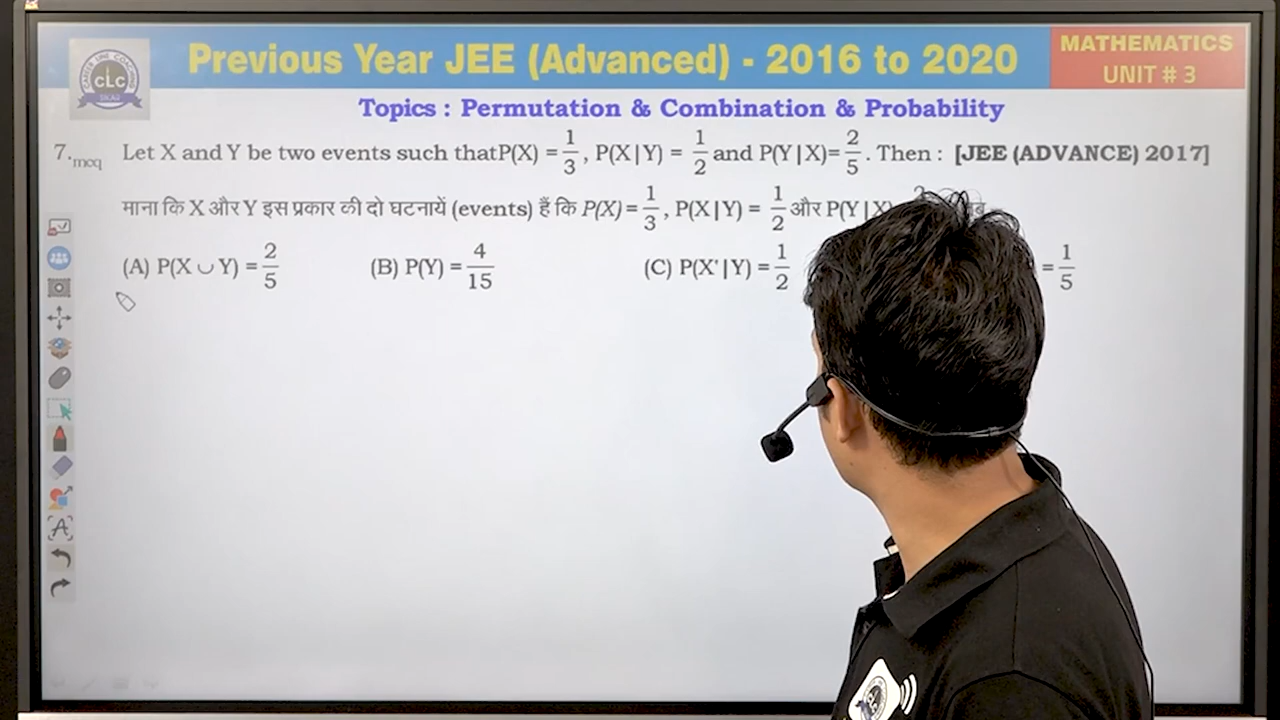 Previous Year JEE (Advanced) - 2016 to 2020
MATHEMATICS
UNIT # 3
CLC
Topics : Permutation & Combination & Probability
7.mcq Let X and Y be two events such thatP(X) = 1/3, P(X|Y) = 1/2 and P(Y|X)= 2/5. Then : [JEE (ADVANCE) 2017]
माना कि X और Y इस प्रकार की दो घटनायें (events) हैं कि P(X) = 1/3, P(X|Y) = 1/2 और P(Y|X)
(A) P(X ∪ Y) = 2/5 (B) P(Y) = 4/15 (C) P(X'|Y) = 1/2 = 1/5